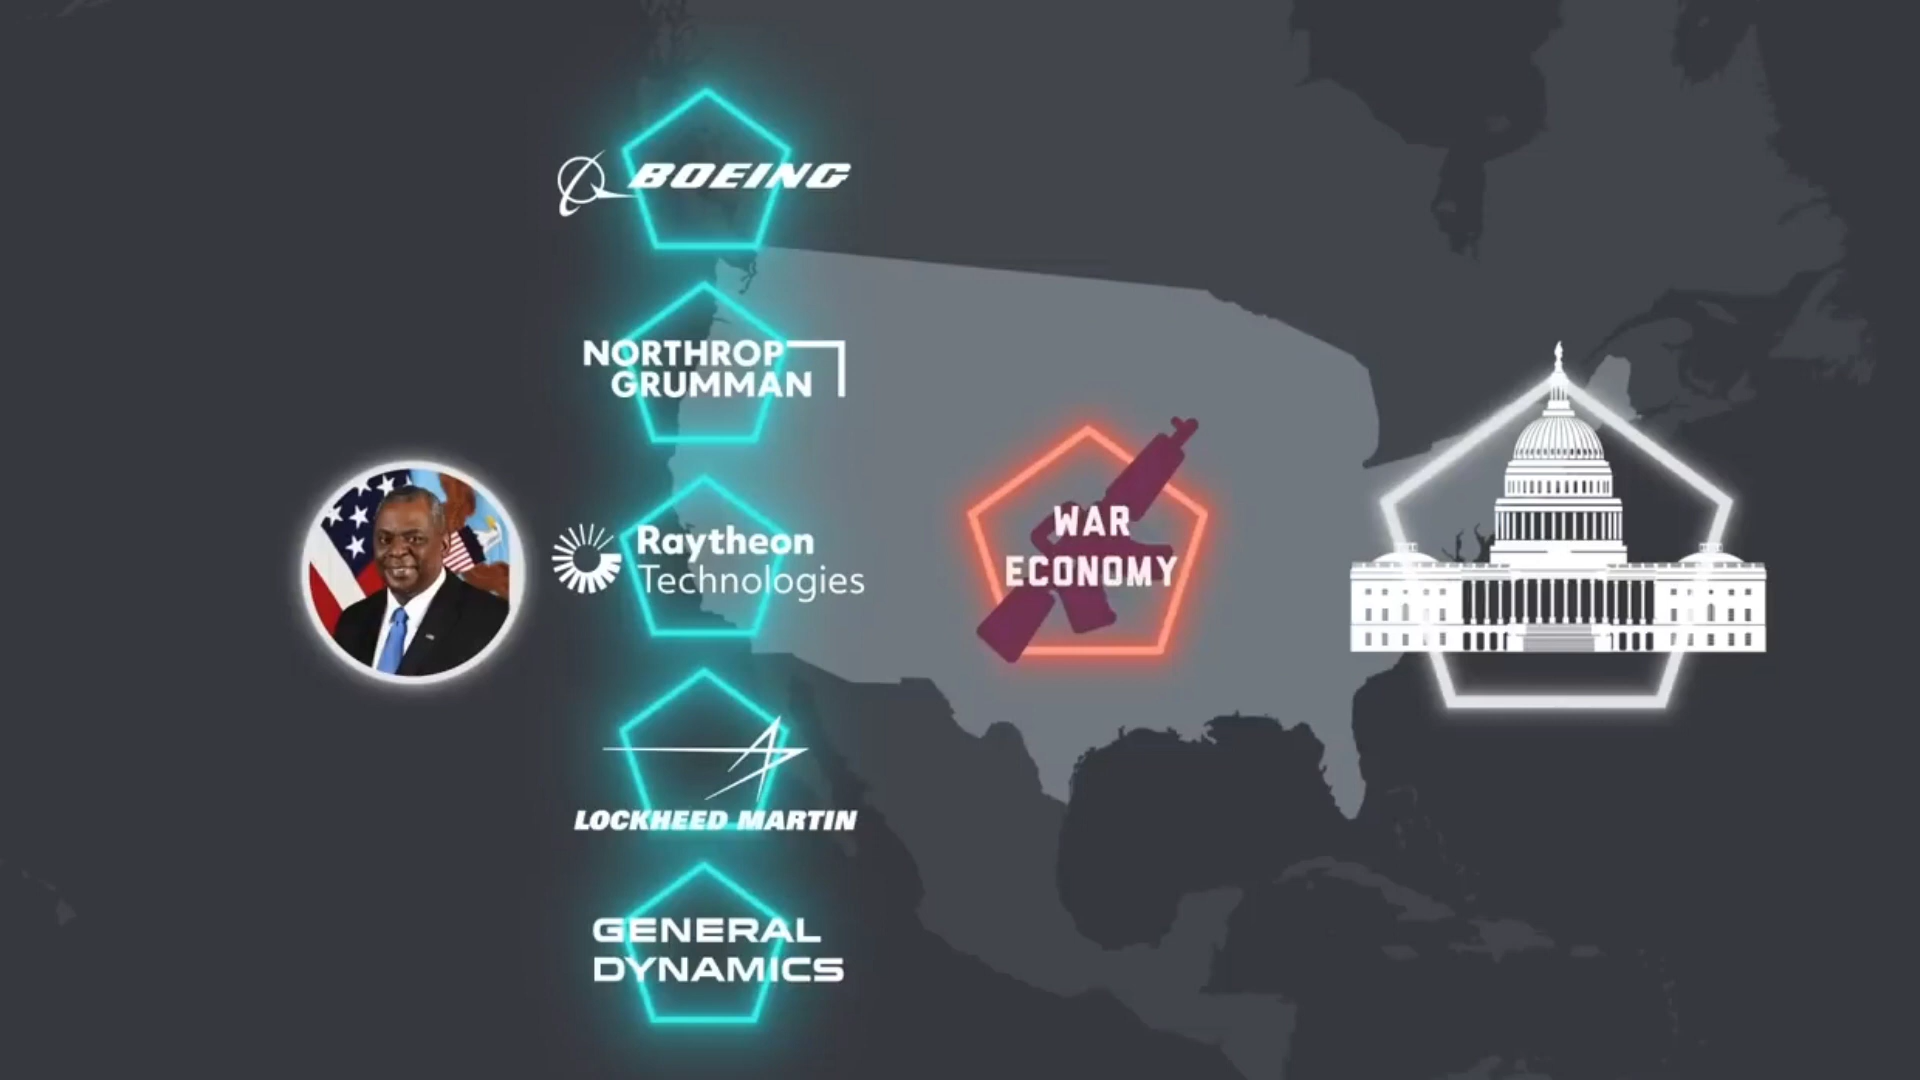 BOEING
NORTHROP
GRUMMAN
Raytheon
Technologies
LOCKHEED MARTIN
GENERAL
DYNAMICS
WAR
ECONOMY